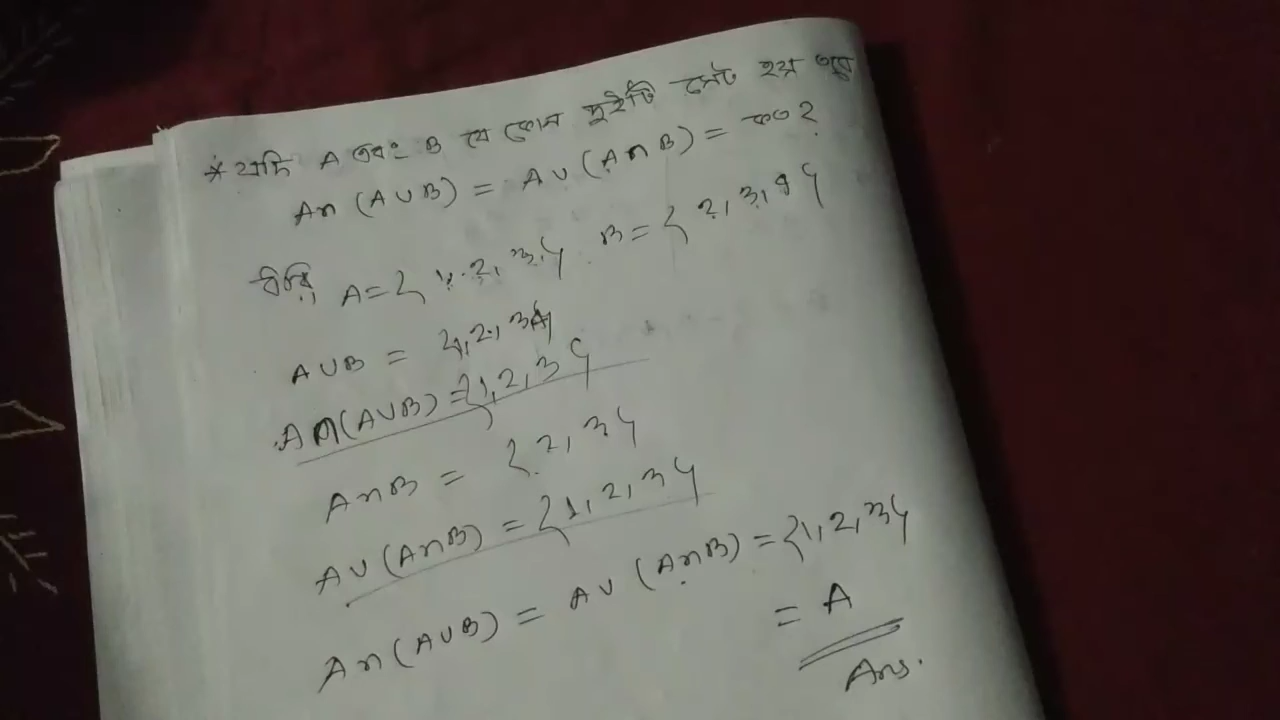 * যদি A এবং B যে কোন দুইটি সেট হয় তবে
A∩(A∪B) = A∪(A∩B) = কত?
ধরি, A={1,2,3,} B={2,3,4}
A∪B = {1,2,3,4}
A∩(A∪B)={1,2,3}
A∩B = {2,3}
A∪(A∩B) = {1,2,3}
A∩(A∪B) = A∪(A∩B) = {1,2,3}
= A
Ans.